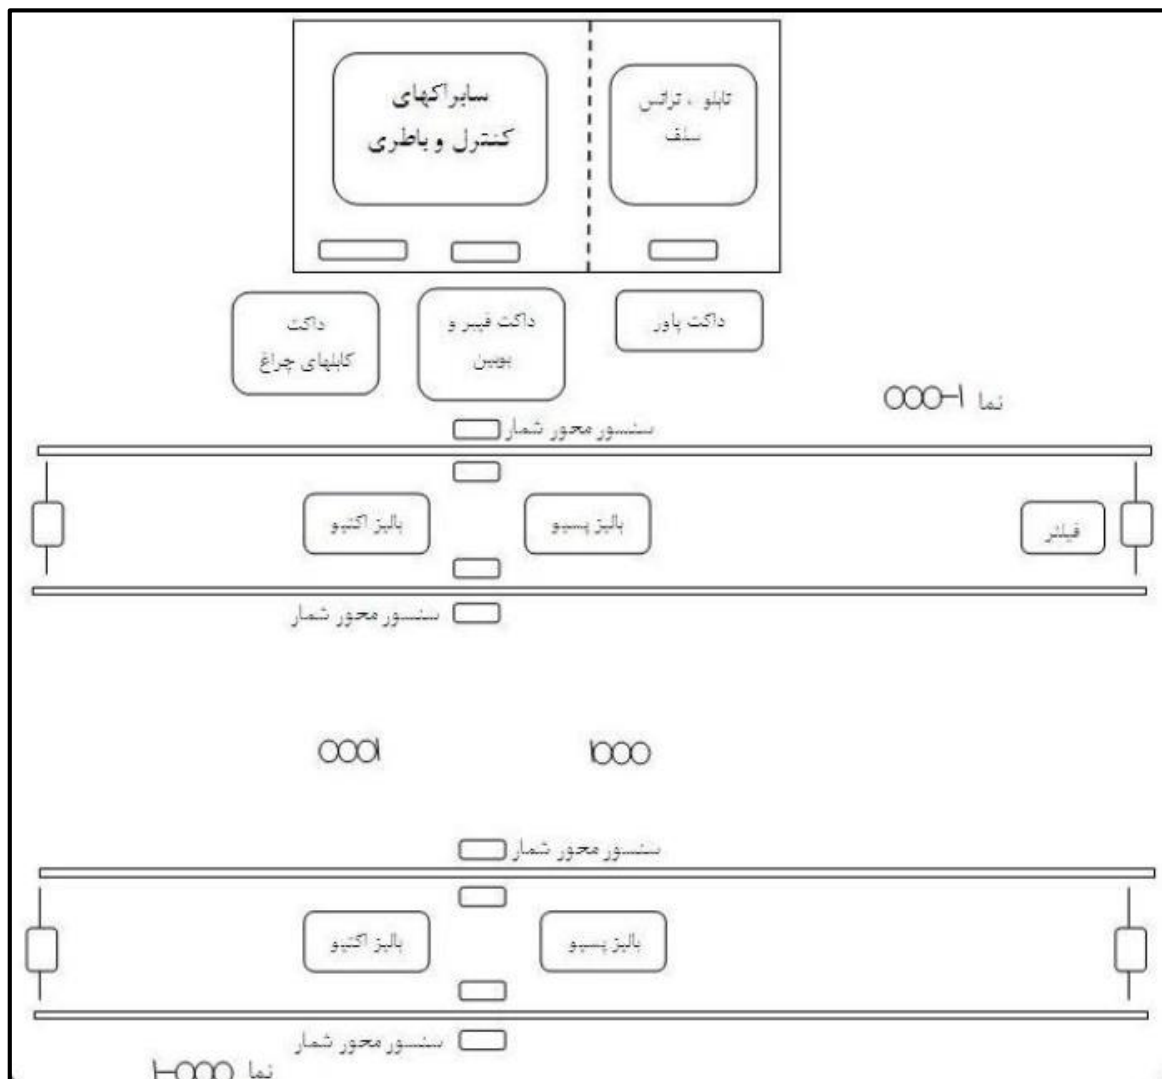 سابراکهای
کنترل و باطری
تابلو ، ترانس
سلف
داکت
کابلهای چراغ
داکت فیبر و
بوبین
داکت پاور
نما
سنسور محور شمار
بالیز اکتیو
بالیز پسیو
فیلتر
سنسور محور شمار
سنسور محور شمار
بالیز اکتیو
بالیز پسیو
سنسور محور شمار
نما